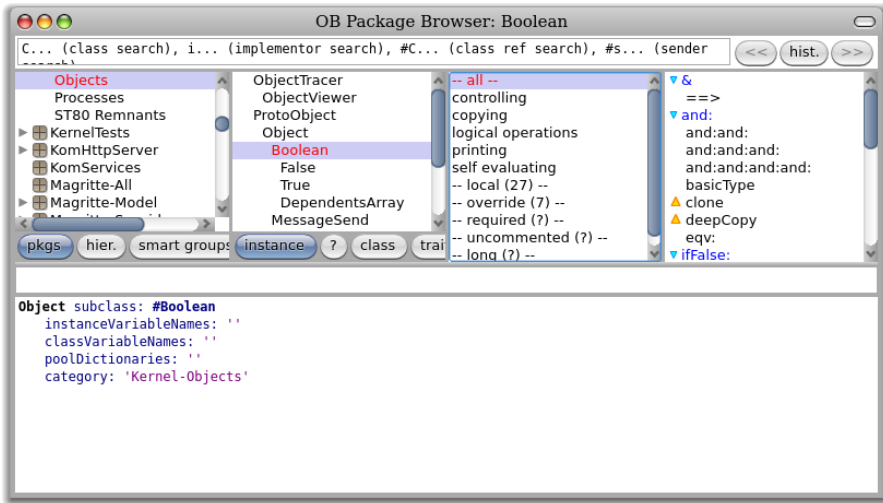 OB Package Browser: Boolean
C... (class search), i... (implementor search), #C... (class ref search), #s... (sender
search)
<<
hist.
>>
Objects
Processes
ST80 Remnants
KernelTests
KomHttpServer
KomServices
Magritte-All
Magritte-Model
ObjectTracer
ObjectViewer
ProtoObject
Object
Boolean
False
True
DependentsArray
MessageSend
-- all --
controlling
copying
logical operations
printing
self evaluating
-- local (27) --
-- override (7) --
-- required (?) --
-- uncommented (?) --
-- long (?) --
&
==>
and:
and:and:
and:and:and:
and:and:and:and:
basicType
clone
deepCopy
eqv:
ifFalse:
pkgs
hier.
smart groups
instance
?
class
trai
Object subclass: #Boolean
instanceVariableNames: ''
classVariableNames: ''
poolDictionaries: ''
category: 'Kernel-Objects'